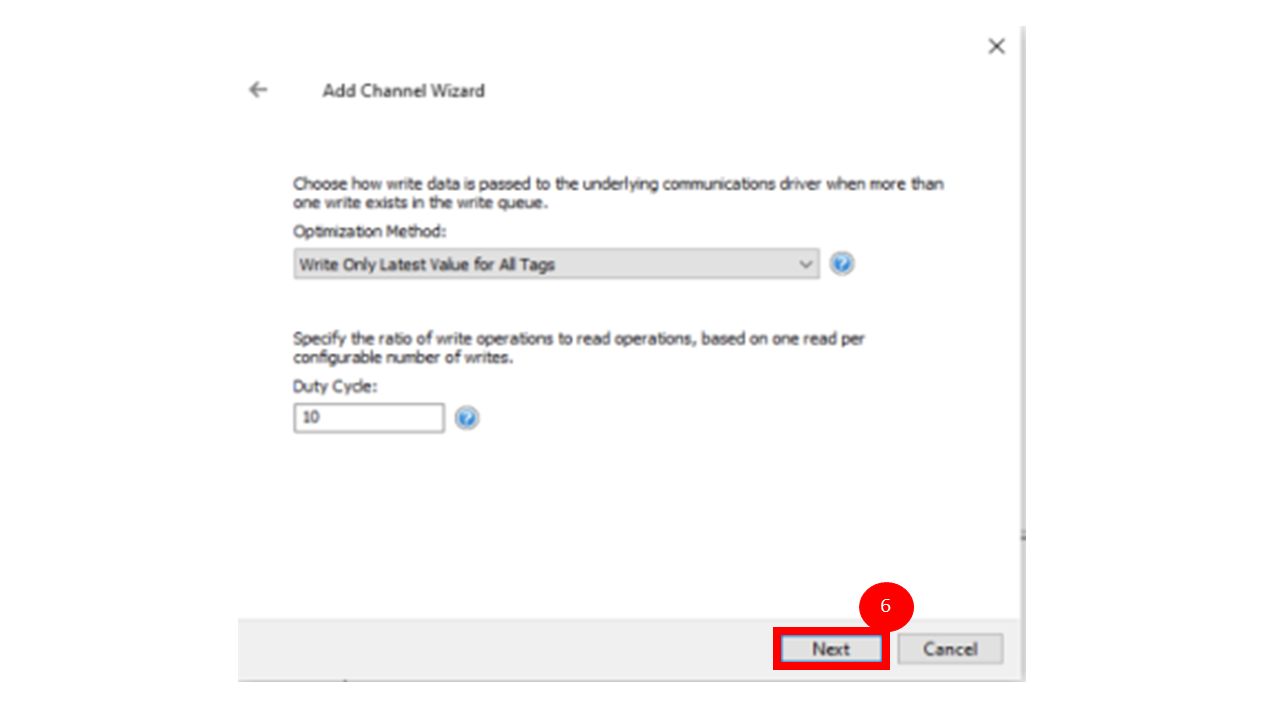 Add Channel Wizard
Choose how write data is passed to the underlying communications driver when more than
one write exists in the write queue.
Optimization Method:
Write Only Latest Value for All Tags
Specify the ratio of write operations to read operations, based on one read per
configurable number of writes.
Duty Cycle:
10
6
Next
Cancel